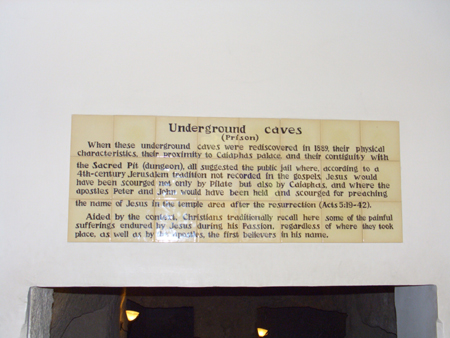 Underground caves
(Prison)
When these underground caves were rediscovered in 1889, their physical
characteristics, their proximity to Caiaphas palace, and their contiguity with
the Sacred Pit (dungeon), all suggested the public jail where, according to a
4th-century Jerusalem tradition not recorded in the gospels, Jesus would
have been scourged not only by Pilate but also by Caiaphas, and where the
apostles Peter and John would have been held and scourged for preaching
the name of Jesus in the temple area after the resurrection (Acts 5:19-42).
Aided by the context, Christians traditionally recall here some of the painful
sufferings endured by Jesus during his Passion, regardless of where they took
place, as well as by the apostles, the first believers in his name.